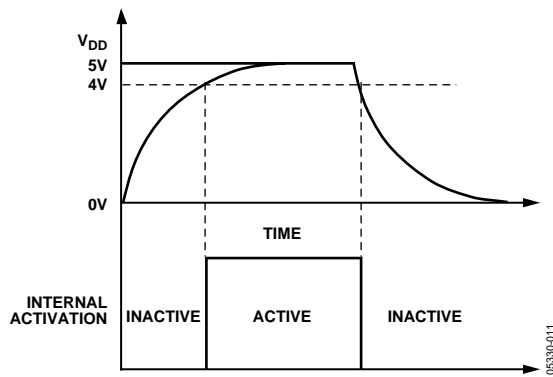 VDD
5V
4V
0V
TIME
INTERNAL
ACTIVATION
INACTIVE
ACTIVE
INACTIVE
05330-011